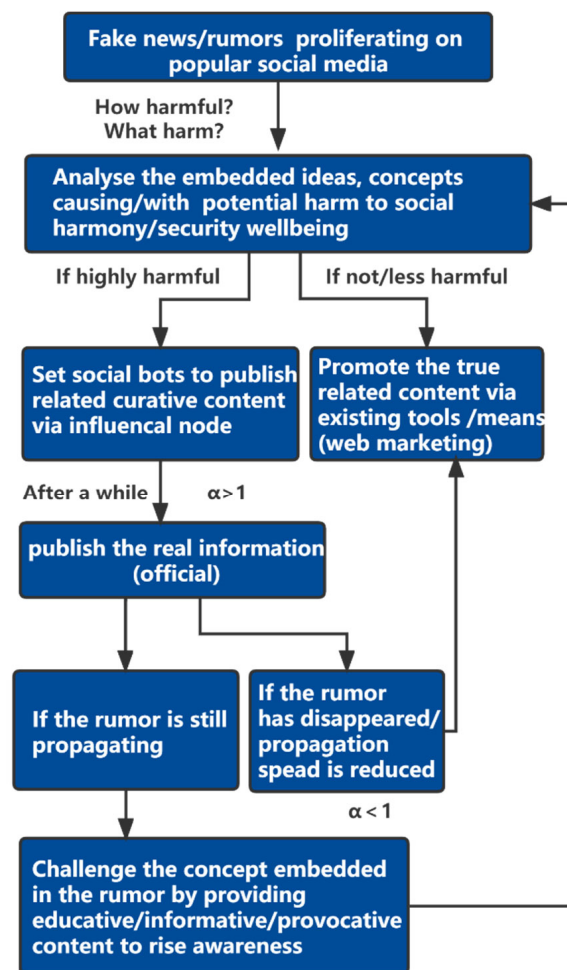 Fake news/rumors proliferating on
popular social media
How harmful?
What harm?
Analyse the embedded ideas, concepts
causing/with potential harm to social
harmony/security wellbeing
If highly harmful
If not/less harmful
Set social bots to publish
related curative content
via influencal node
Promote the true
related content via
existing tools /means
(web marketing)
After a while
α>1
publish the real information
(official)
If the rumor is still
propagating
If the rumor
has disappeared/
propagation
spead is reduced
α<1
Challenge the concept embedded
in the rumor by providing
educative/informative/provocative
content to rise awareness